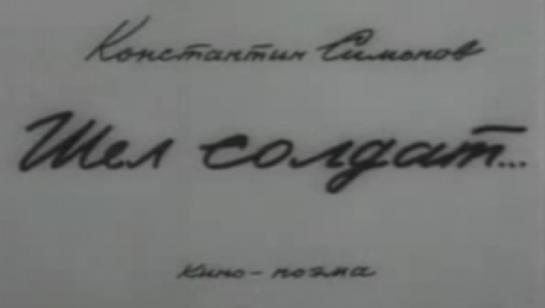 Константин Симонов
Шел солдат...
кино-поэма